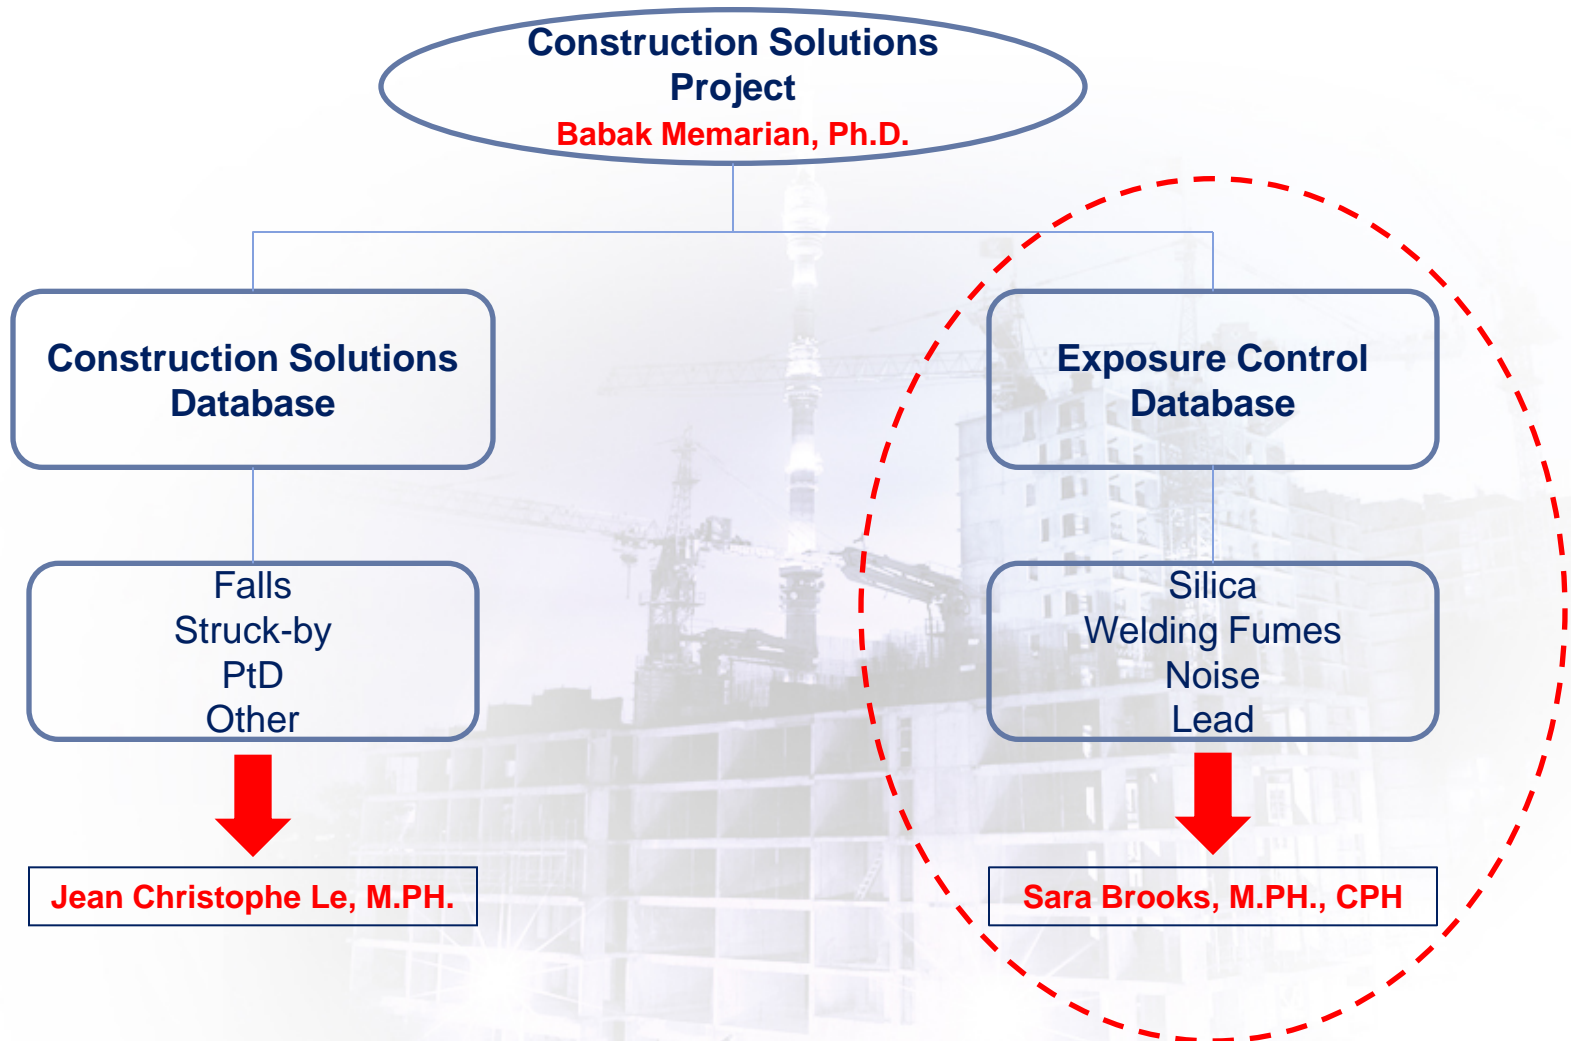 Construction Solutions
Project
Babak Memarian, Ph.D.
Construction Solutions
Database
Falls
Struck-by
PtD
Other
Jean Christophe Le, M.PH.
Exposure Control
Database
Silica
Welding Fumes
Noise
Lead
Sara Brooks, M.PH., CPH